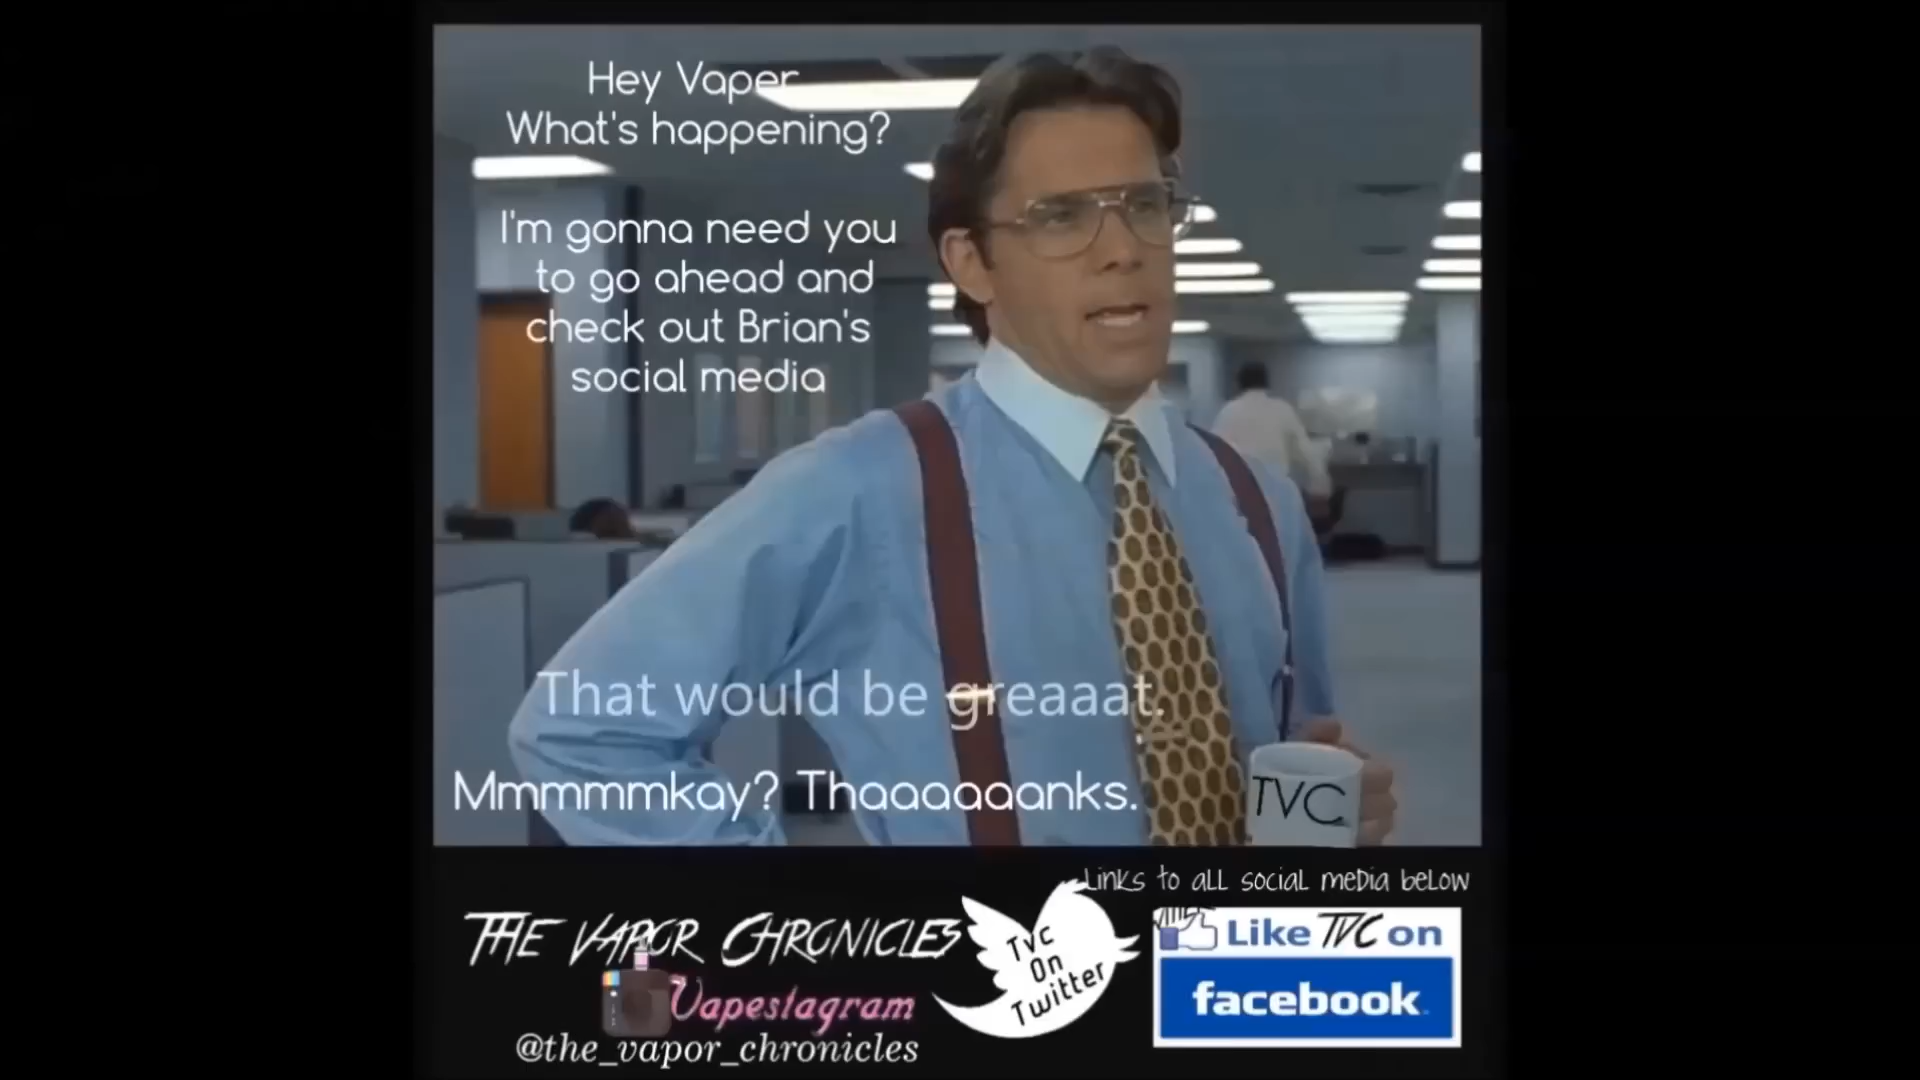 Hey Vaper
What's happening?
I'm gonna need you
to go ahead and
check out Brian's
social media
That would be greaaat.
Mmmmmkay? Thaaaaaanks.
TVC
Links to all social media below
THE VAPOR CHRONICLES
Vapestagram
@the_vapor_chronicles
Tvc
On
Twitter
Like TVC on
facebook